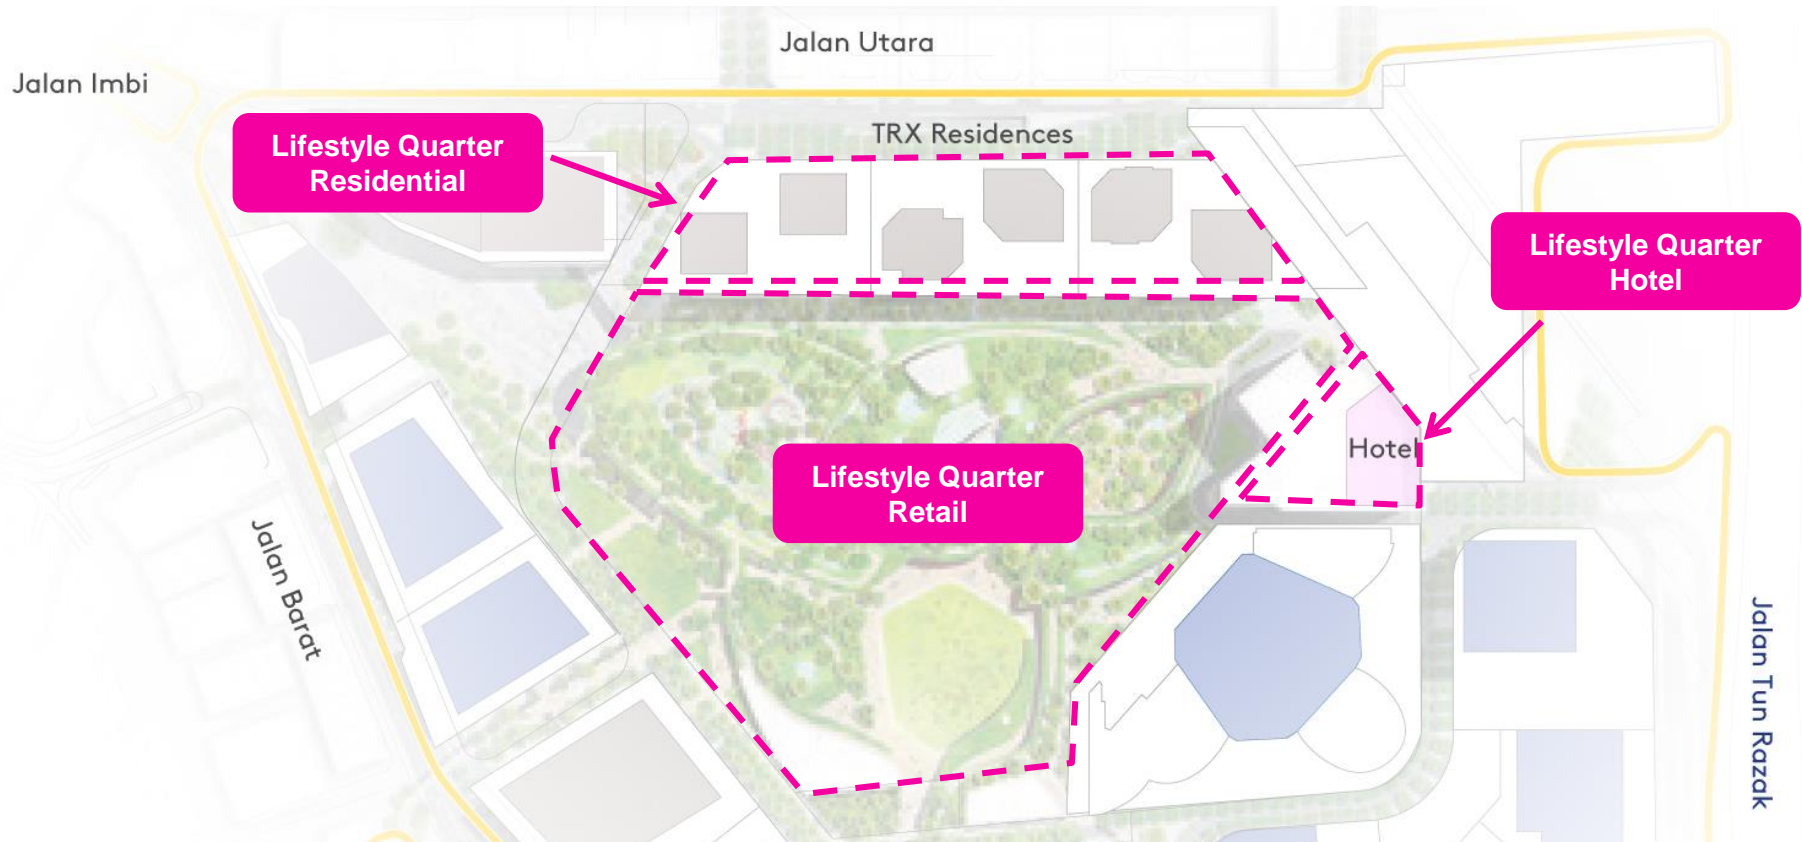 Jalan Utara
Jalan Imbi
TRX Residences
Lifestyle Quarter
Residential
Lifestyle Quarter
Hotel
Hotel
Lifestyle Quarter
Retail
Jalan Barat
Jalan Tun Razak